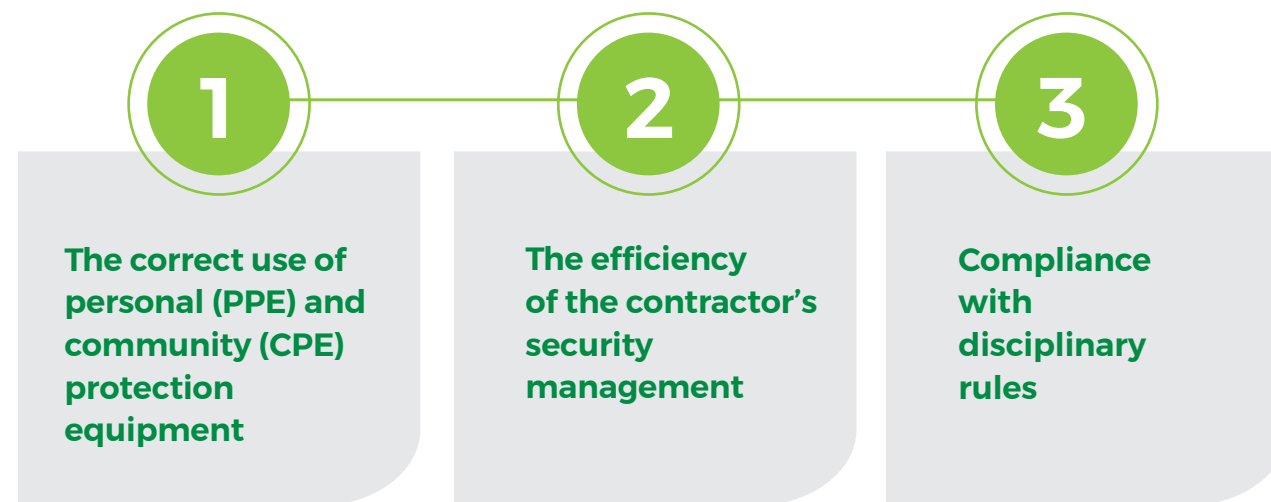 1
The correct use of
personal (PPE) and
community (CPE)
protection
equipment
2
The efficiency
of the contractor’s
security
management
3
Compliance
with
disciplinary
rules